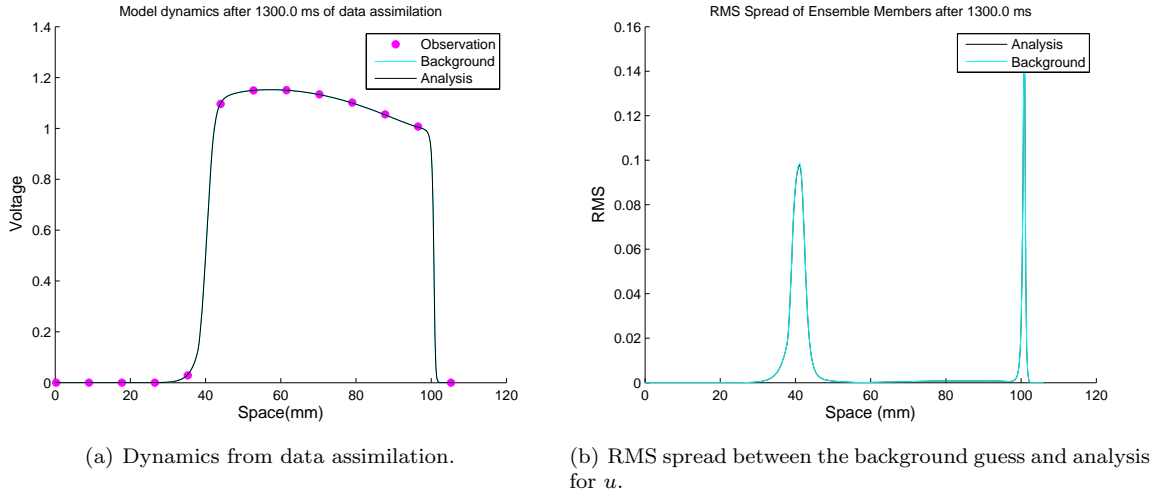 Model dynamics after 1300.0 ms of data assimilation
1.4
1.2
1
0.8
0.6
0.4
0.2
0
Voltage
Observation
Background
Analysis
0 20 40 60 80 100 120
Space(mm)
(a) Dynamics from data assimilation.
RMS Spread of Ensemble Members after 1300.0 ms
0.16
0.14
0.12
0.1
0.08
0.06
0.04
0.02
0
RMS
Analysis
Background
0 20 40 60 80 100 120
Space (mm)
(b) RMS spread between the background guess and analysis
for u.